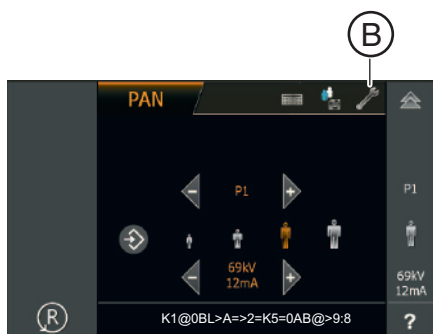 B
PAN
P1
P1
69kV
12mA
69kV
12mA
R
K1@0BL>A=>2=K5=0AB@>9:8
?